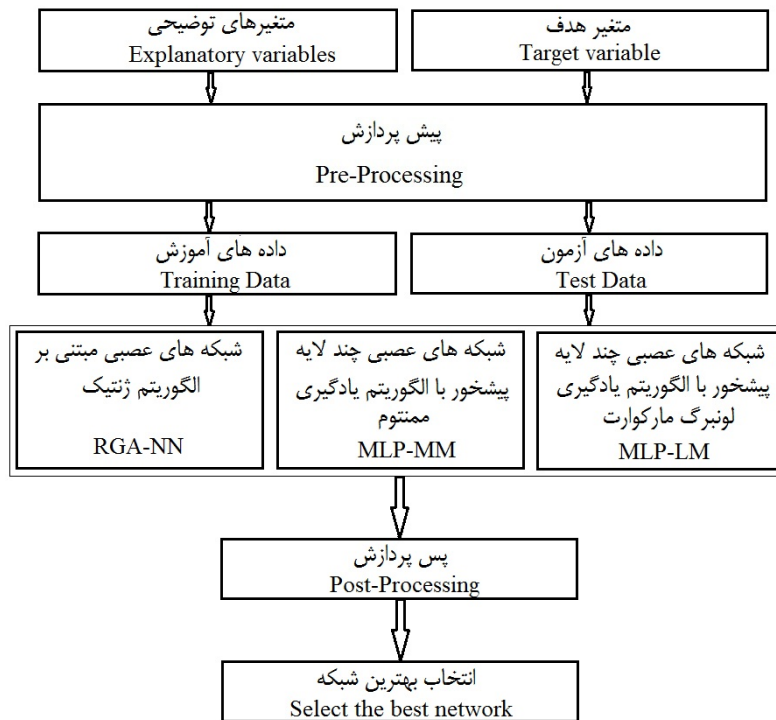 متغیرهای توضیحی
Explanatory variables
متغیر هدف
Target variable
پیش پردازش
Pre-Processing
داده های آموزش
Training Data
داده های آزمون
Test Data
شبکه های عصبی مبتنی بر
الگوریتم ژنتیک
RGA-NN
شبکه های عصبی چند لایه
پیشخور با الگوریتم یادگیری
ممنتوم
MLP-MM
شبکه های عصبی چند لایه
پیشخور با الگوریتم یادگیری
لونبرگ مارکوارت
MLP-LM
پس پردازش
Post-Processing
انتخاب بهترین شبکه
Select the best network